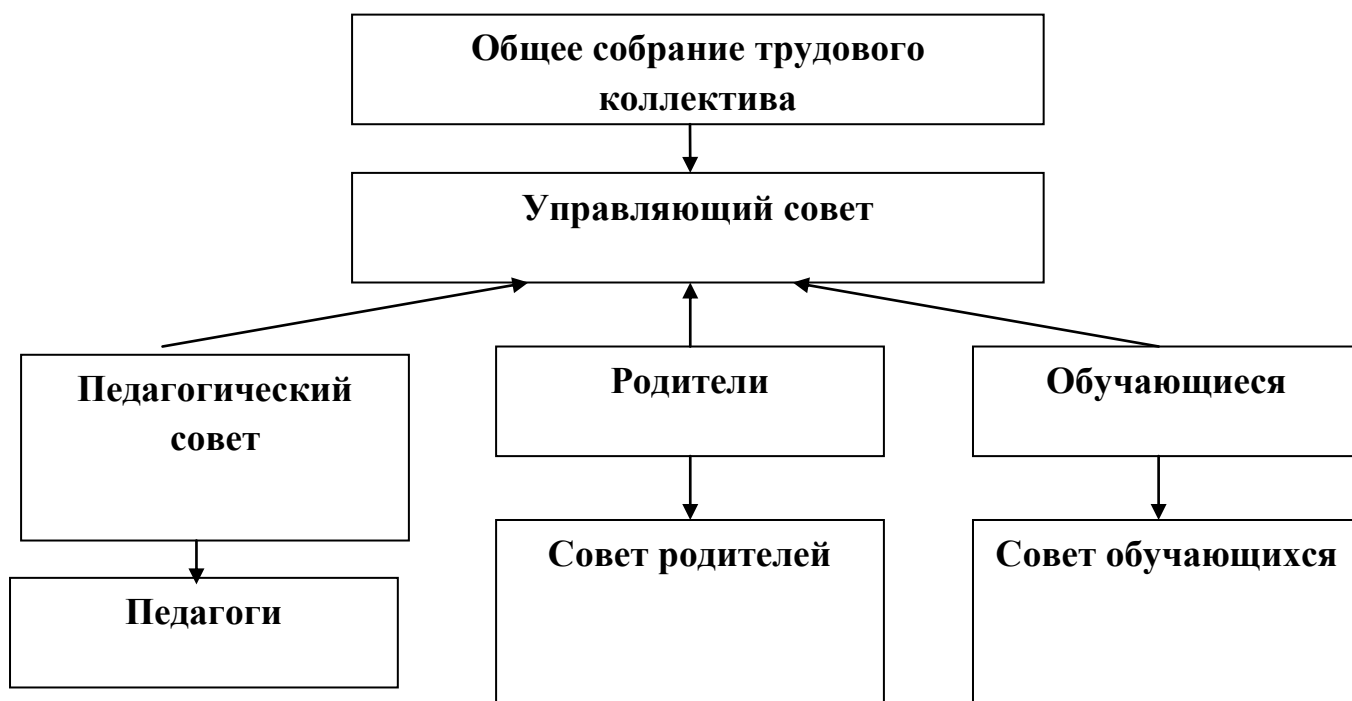 Общее собрание трудового
коллектива
Управляющий совет
Педагогический
совет
Родители
Обучающиеся
Совет родителей
Совет обучающихся
Педагоги